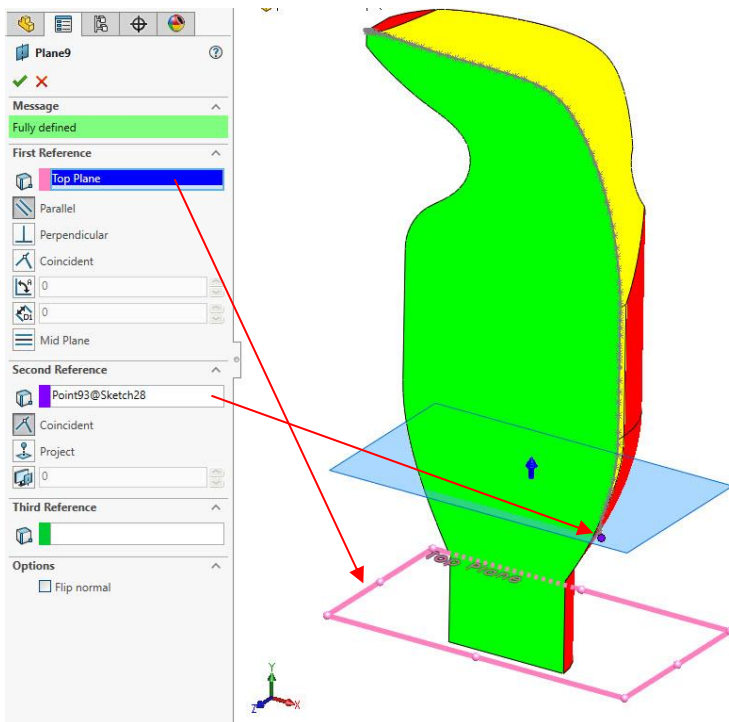 Plane9
Message
Fully defined
First Reference
Top Plane
Parallel
Perpendicular
Coincident
0
0
Mid Plane
Second Reference
Point93@Sketch28
Coincident
Project
0
Third Reference
Options
Flip normal
Top Plane
Y
Z
X